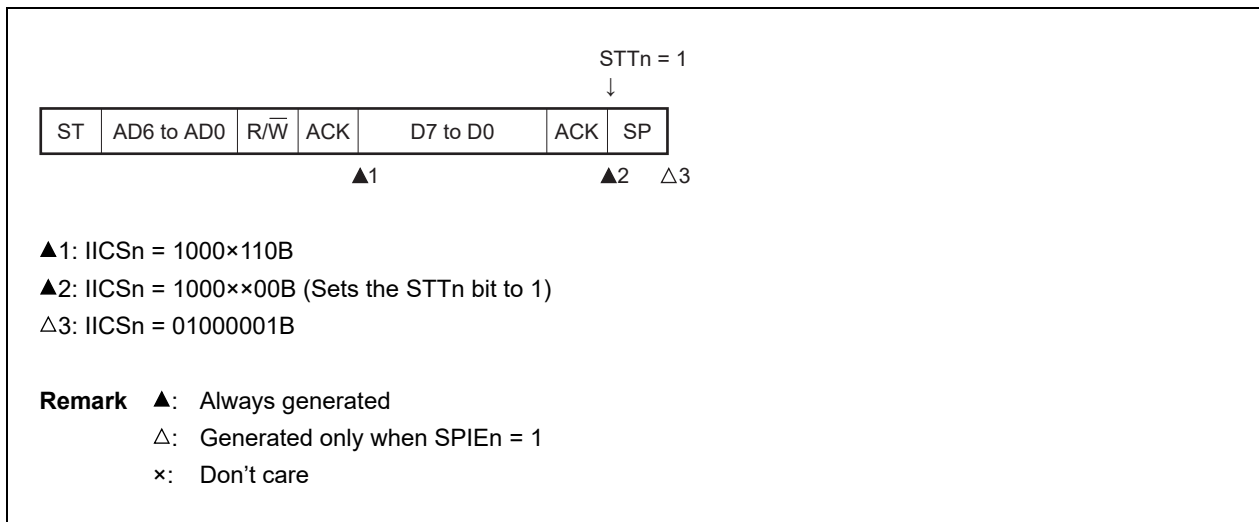 STTn = 1
↓
ST AD6 to AD0 R/W̅ ACK D7 to D0 ACK SP
▲1 ▲2 △3
▲1: IICSn = 1000×110B
▲2: IICSn = 1000××00B (Sets the STTn bit to 1)
△3: IICSn = 01000001B
Remark ▲: Always generated
△: Generated only when SPIEn = 1
×: Don’t care